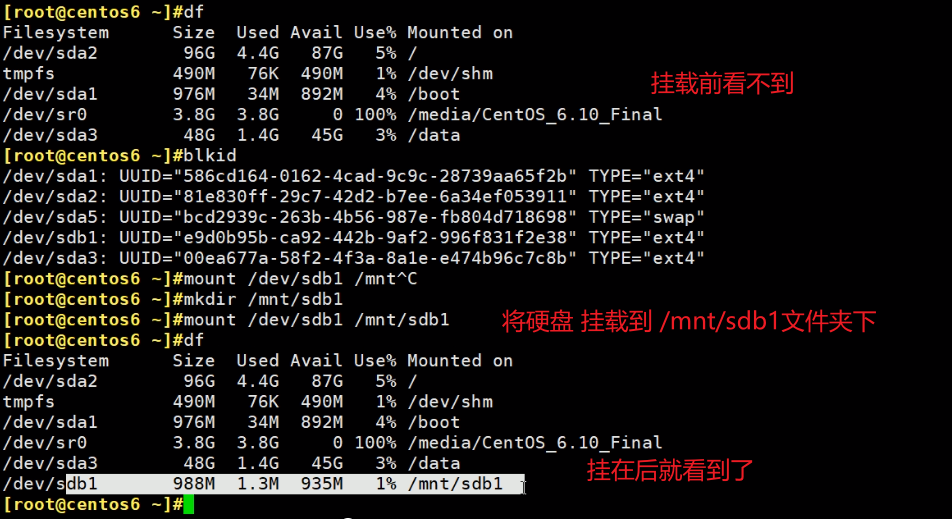 [root@centos6 ~]#df
Filesystem Size Used Avail Use% Mounted on
/dev/sda2 96G 4.4G 87G 5% /
tmpfs 490M 76K 490M 1% /dev/shm
挂载前看不到
/dev/sda1 976M 34M 892M 4% /boot
/dev/sr0 3.8G 3.8G 0 100% /media/CentOS_6.10_Final
/dev/sda3 48G 1.4G 45G 3% /data
[root@centos6 ~]#blkid
/dev/sda1: UUID="586cd164-0162-4cad-9c9c-28739aa65f2b" TYPE="ext4"
/dev/sda2: UUID="81e830ff-29c7-42d2-b7ee-6a34ef053911" TYPE="ext4"
/dev/sda5: UUID="bcd2939c-263b-4b56-987e-fb804d718698" TYPE="swap"
/dev/sdb1: UUID="e9d0b95b-ca92-442b-9af2-996f831f2e38" TYPE="ext4"
/dev/sda3: UUID="00ea677a-58f2-4f3a-8a1e-e474b96c7c8b" TYPE="ext4"
[root@centos6 ~]#mount /dev/sdb1 /mnt^C
[root@centos6 ~]#mkdir /mnt/sdb1
[root@centos6 ~]#mount /dev/sdb1 /mnt/sdb1
将硬盘 挂载到 /mnt/sdb1文件夹下
[root@centos6 ~]#df
Filesystem Size Used Avail Use% Mounted on
/dev/sda2 96G 4.4G 87G 5% /
tmpfs 490M 76K 490M 1% /dev/shm
/dev/sda1 976M 34M 892M 4% /boot
/dev/sr0 3.8G 3.8G 0 100% /media/CentOS_6.10_Final
/dev/sda3 48G 1.4G 45G 3% /data
挂在后就看到了
/dev/sdb1 988M 1.3M 935M 1% /mnt/sdb1
[root@centos6 ~]#